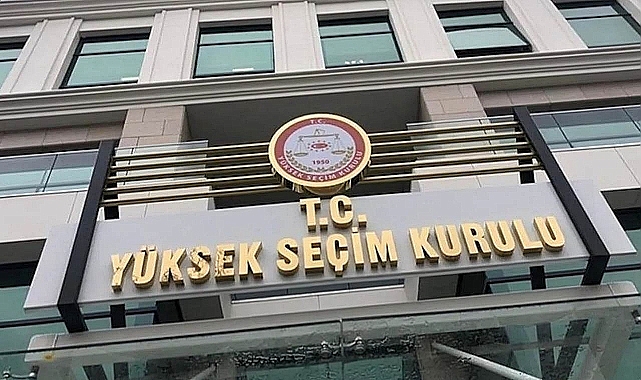 T.C.
YÜKSEK SEÇİM KURULU
1950
T.C.
YÜKSEK SEÇİM KURULU